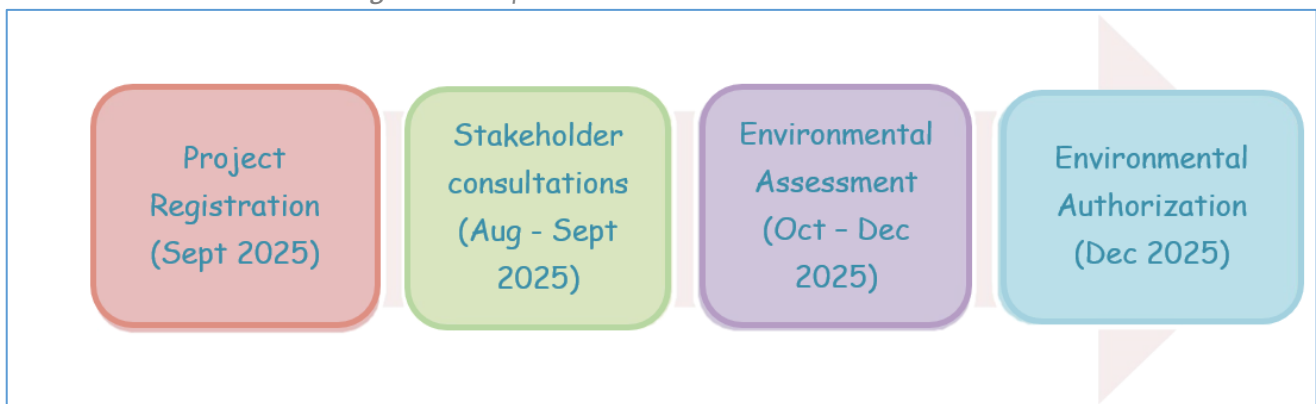 Project
Registration
(Sept 2025)
Stakeholder
consultations
(Aug - Sept
2025)
Environmental
Assessment
(Oct – Dec
2025)
Environmental
Authorization
(Dec 2025)